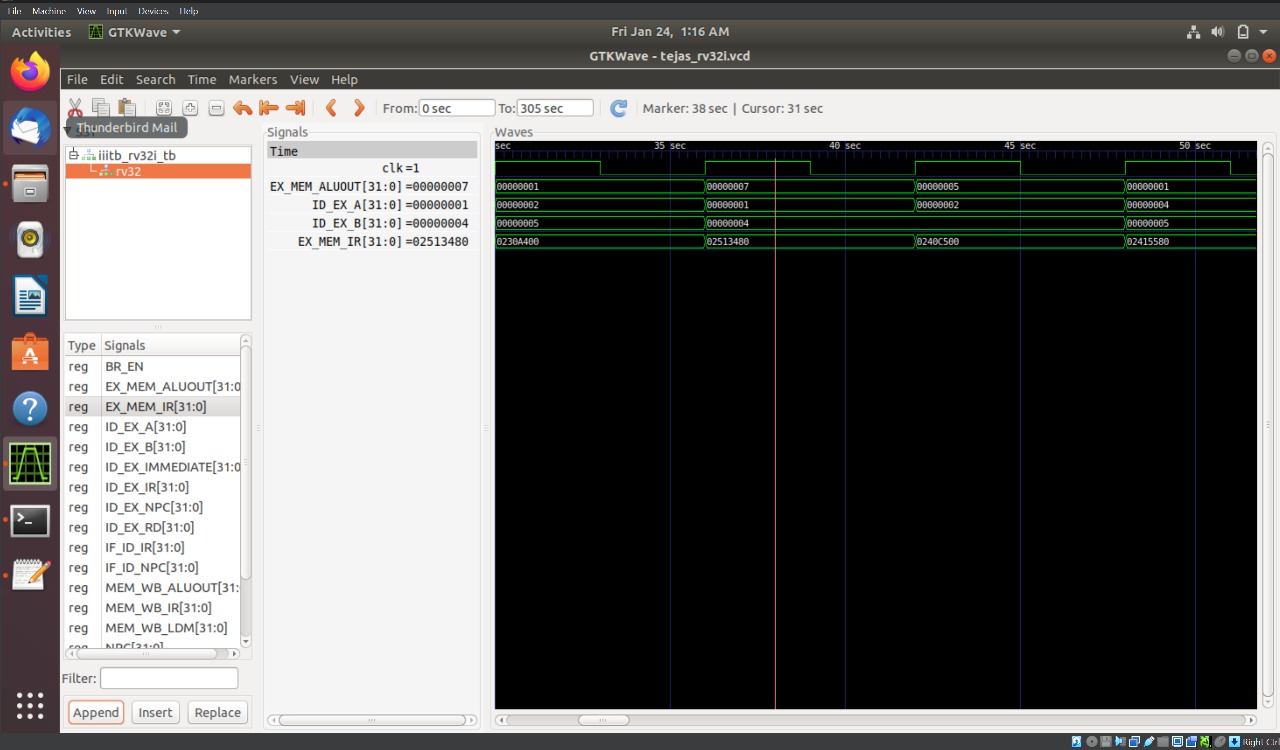 File Machine View Input Devices Help
Activities GTKWave Fri Jan 24, 1:16 AM
GTKWave - tejas_rv32i.vcd
File Edit Search Time Markers View Help
From: 0 sec To: 305 sec Marker: 38 sec | Cursor: 31 sec
Thunderbird Mail
iiitb_rv32i_tb
rv32
Type Signals
reg BR_EN
reg EX_MEM_ALUOUT[31:0
reg EX_MEM_IR[31:0]
reg ID_EX_A[31:0]
reg ID_EX_B[31:0]
reg ID_EX_IMMEDIATE[31:0
reg ID_EX_IR[31:0]
reg ID_EX_NPC[31:0]
reg ID_EX_RD[31:0]
reg IF_ID_IR[31:0]
reg IF_ID_NPC[31:0]
reg MEM_WB_ALUOUT[31:
reg MEM_WB_IR[31:0]
reg MEM_WB_LDM[31:0]
reg NPC[31:0]
Filter:
Append Insert Replace
Signals
Time
clk=1
EX_MEM_ALUOUT[31:0] =00000007
ID_EX_A[31:0] =00000001
ID_EX_B[31:0] =00000004
EX_MEM_IR[31:0] =02513480
Waves
sec 35 sec 40 sec 45 sec 50 sec
00000001 00000007 00000005 00000001
00000002 00000001 00000002 00000004
00000005 00000004 00000005
0230A400 02513480 0240C500 02415580
Right Ctrl